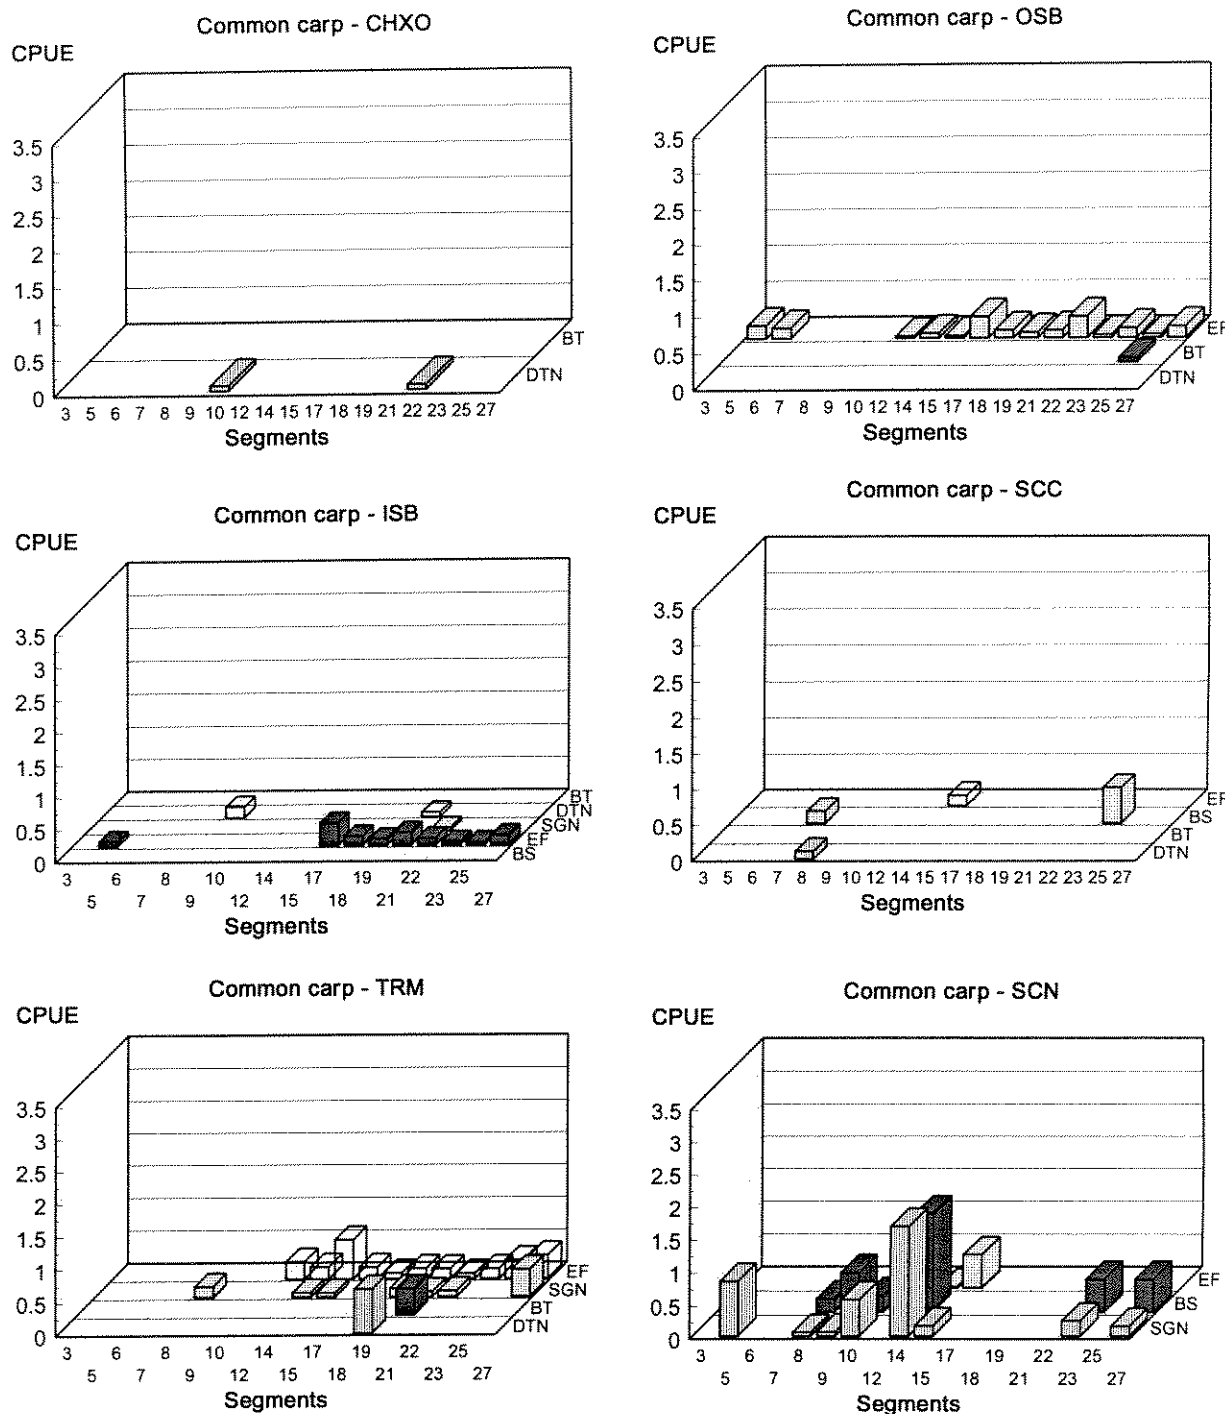 Common carp - CHXO
CPUE
3.5
3
2.5
2
1.5
1
0.5
0
BT
DTN
3 5 6 7 8 9 10 12 14 15 17 18 19 21 22 23 25 27
Segments
Common carp - OSB
CPUE
3.5
3
2.5
2
1.5
1
0.5
0
EF
BT
DTN
3 5 6 7 8 9 10 12 14 15 17 18 19 21 22 23 25 27
Segments
Common carp - ISB
CPUE
3.5
3
2.5
2
1.5
1
0.5
0
BT
DTN
SGN
EF
BS
3 6 8 10 14 17 19 22 25
5 7 9 12 18 21 23 27
Segments
Common carp - SCC
CPUE
3.5
3
2.5
2
1.5
1
0.5
0
EF
BS
BT
DTN
3 5 6 7 8 9 10 12 14 15 17 18 19 21 22 23 25 27
Segments
Common carp - TRM
CPUE
3.5
3
2.5
2
1.5
1
0.5
0
EF
SGN
BT
DTN
3 6 8 10 14 17 19 22 25
5 7 9 12 15 18 21 23 27
Segments
Common carp - SCN
CPUE
3.5
3
2.5
2
1.5
1
0.5
0
EF
BS
SGN
3 6 8 10 14 17 19 22 25
5 7 9 12 15 18 21 23 27
Segments